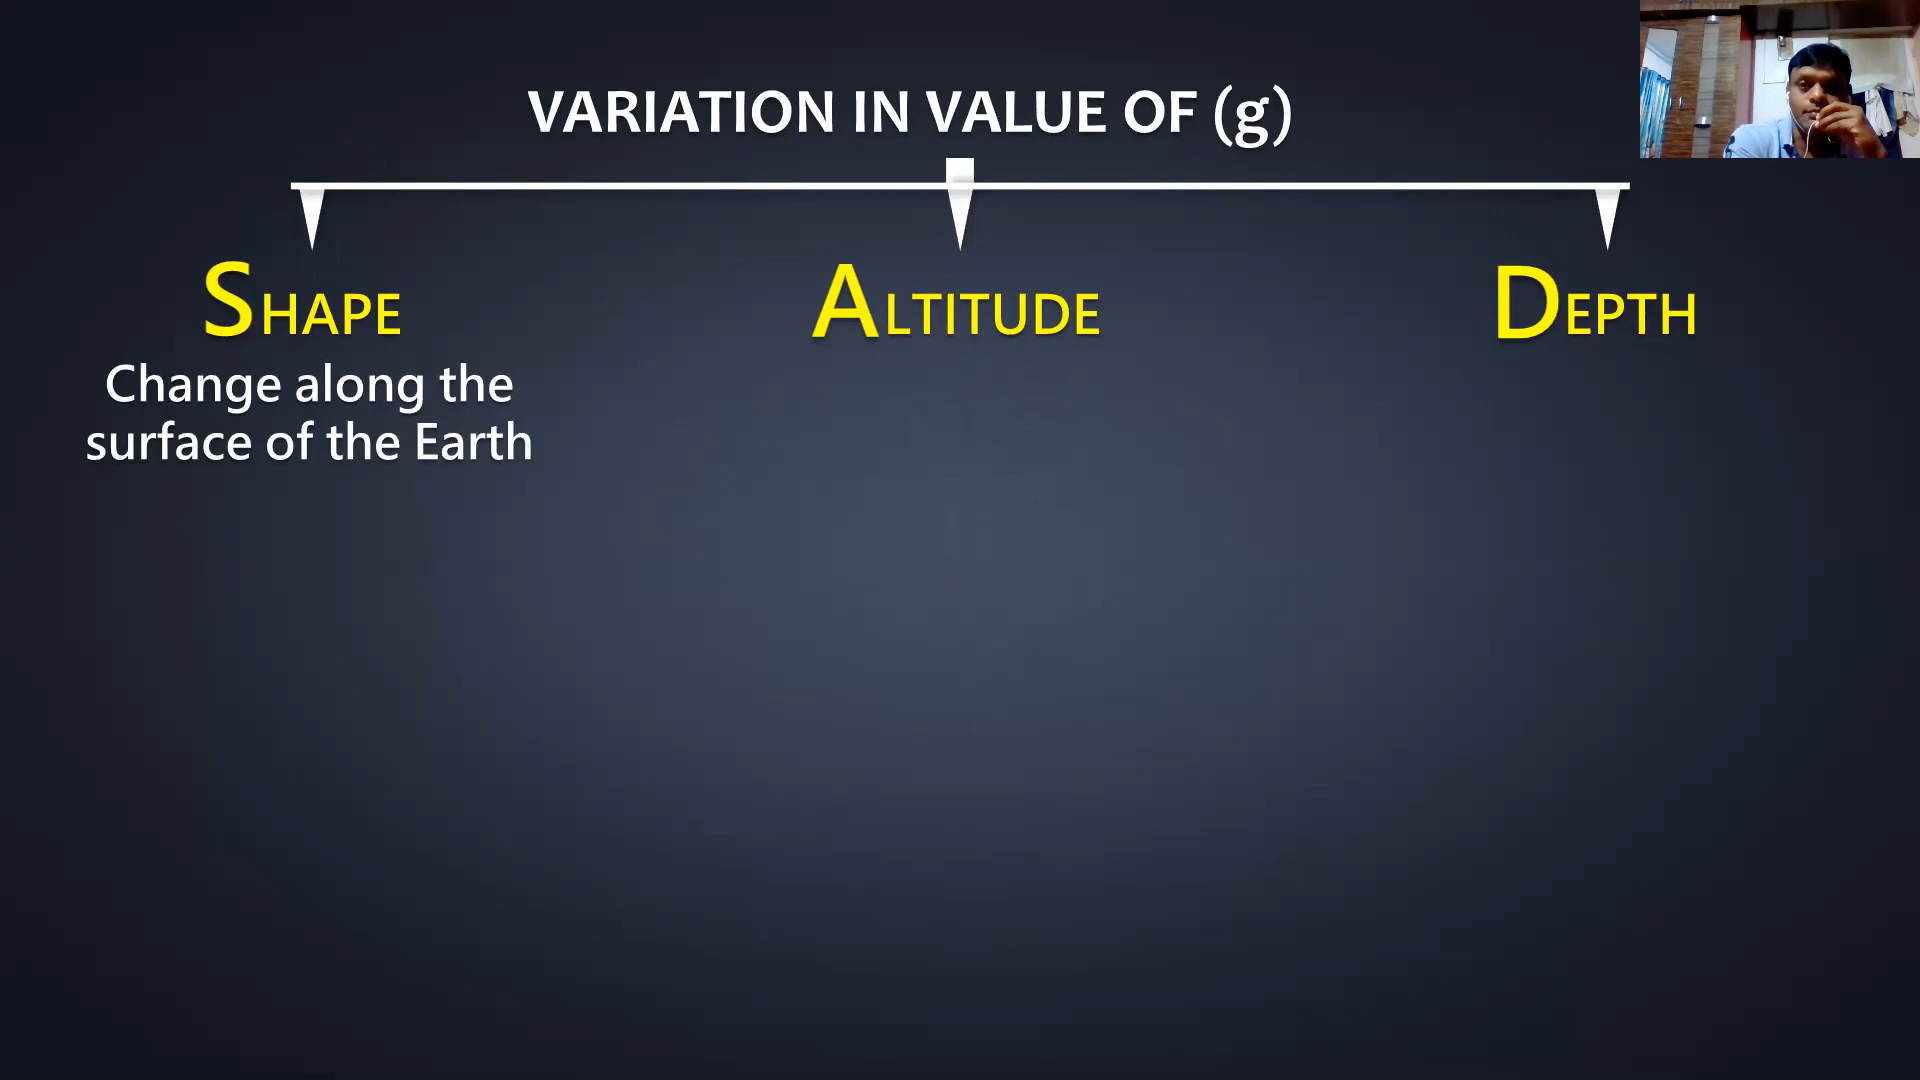 VARIATION IN VALUE OF (g)
SHAPE
ALTITUDE
DEPTH
Change along the
surface of the Earth